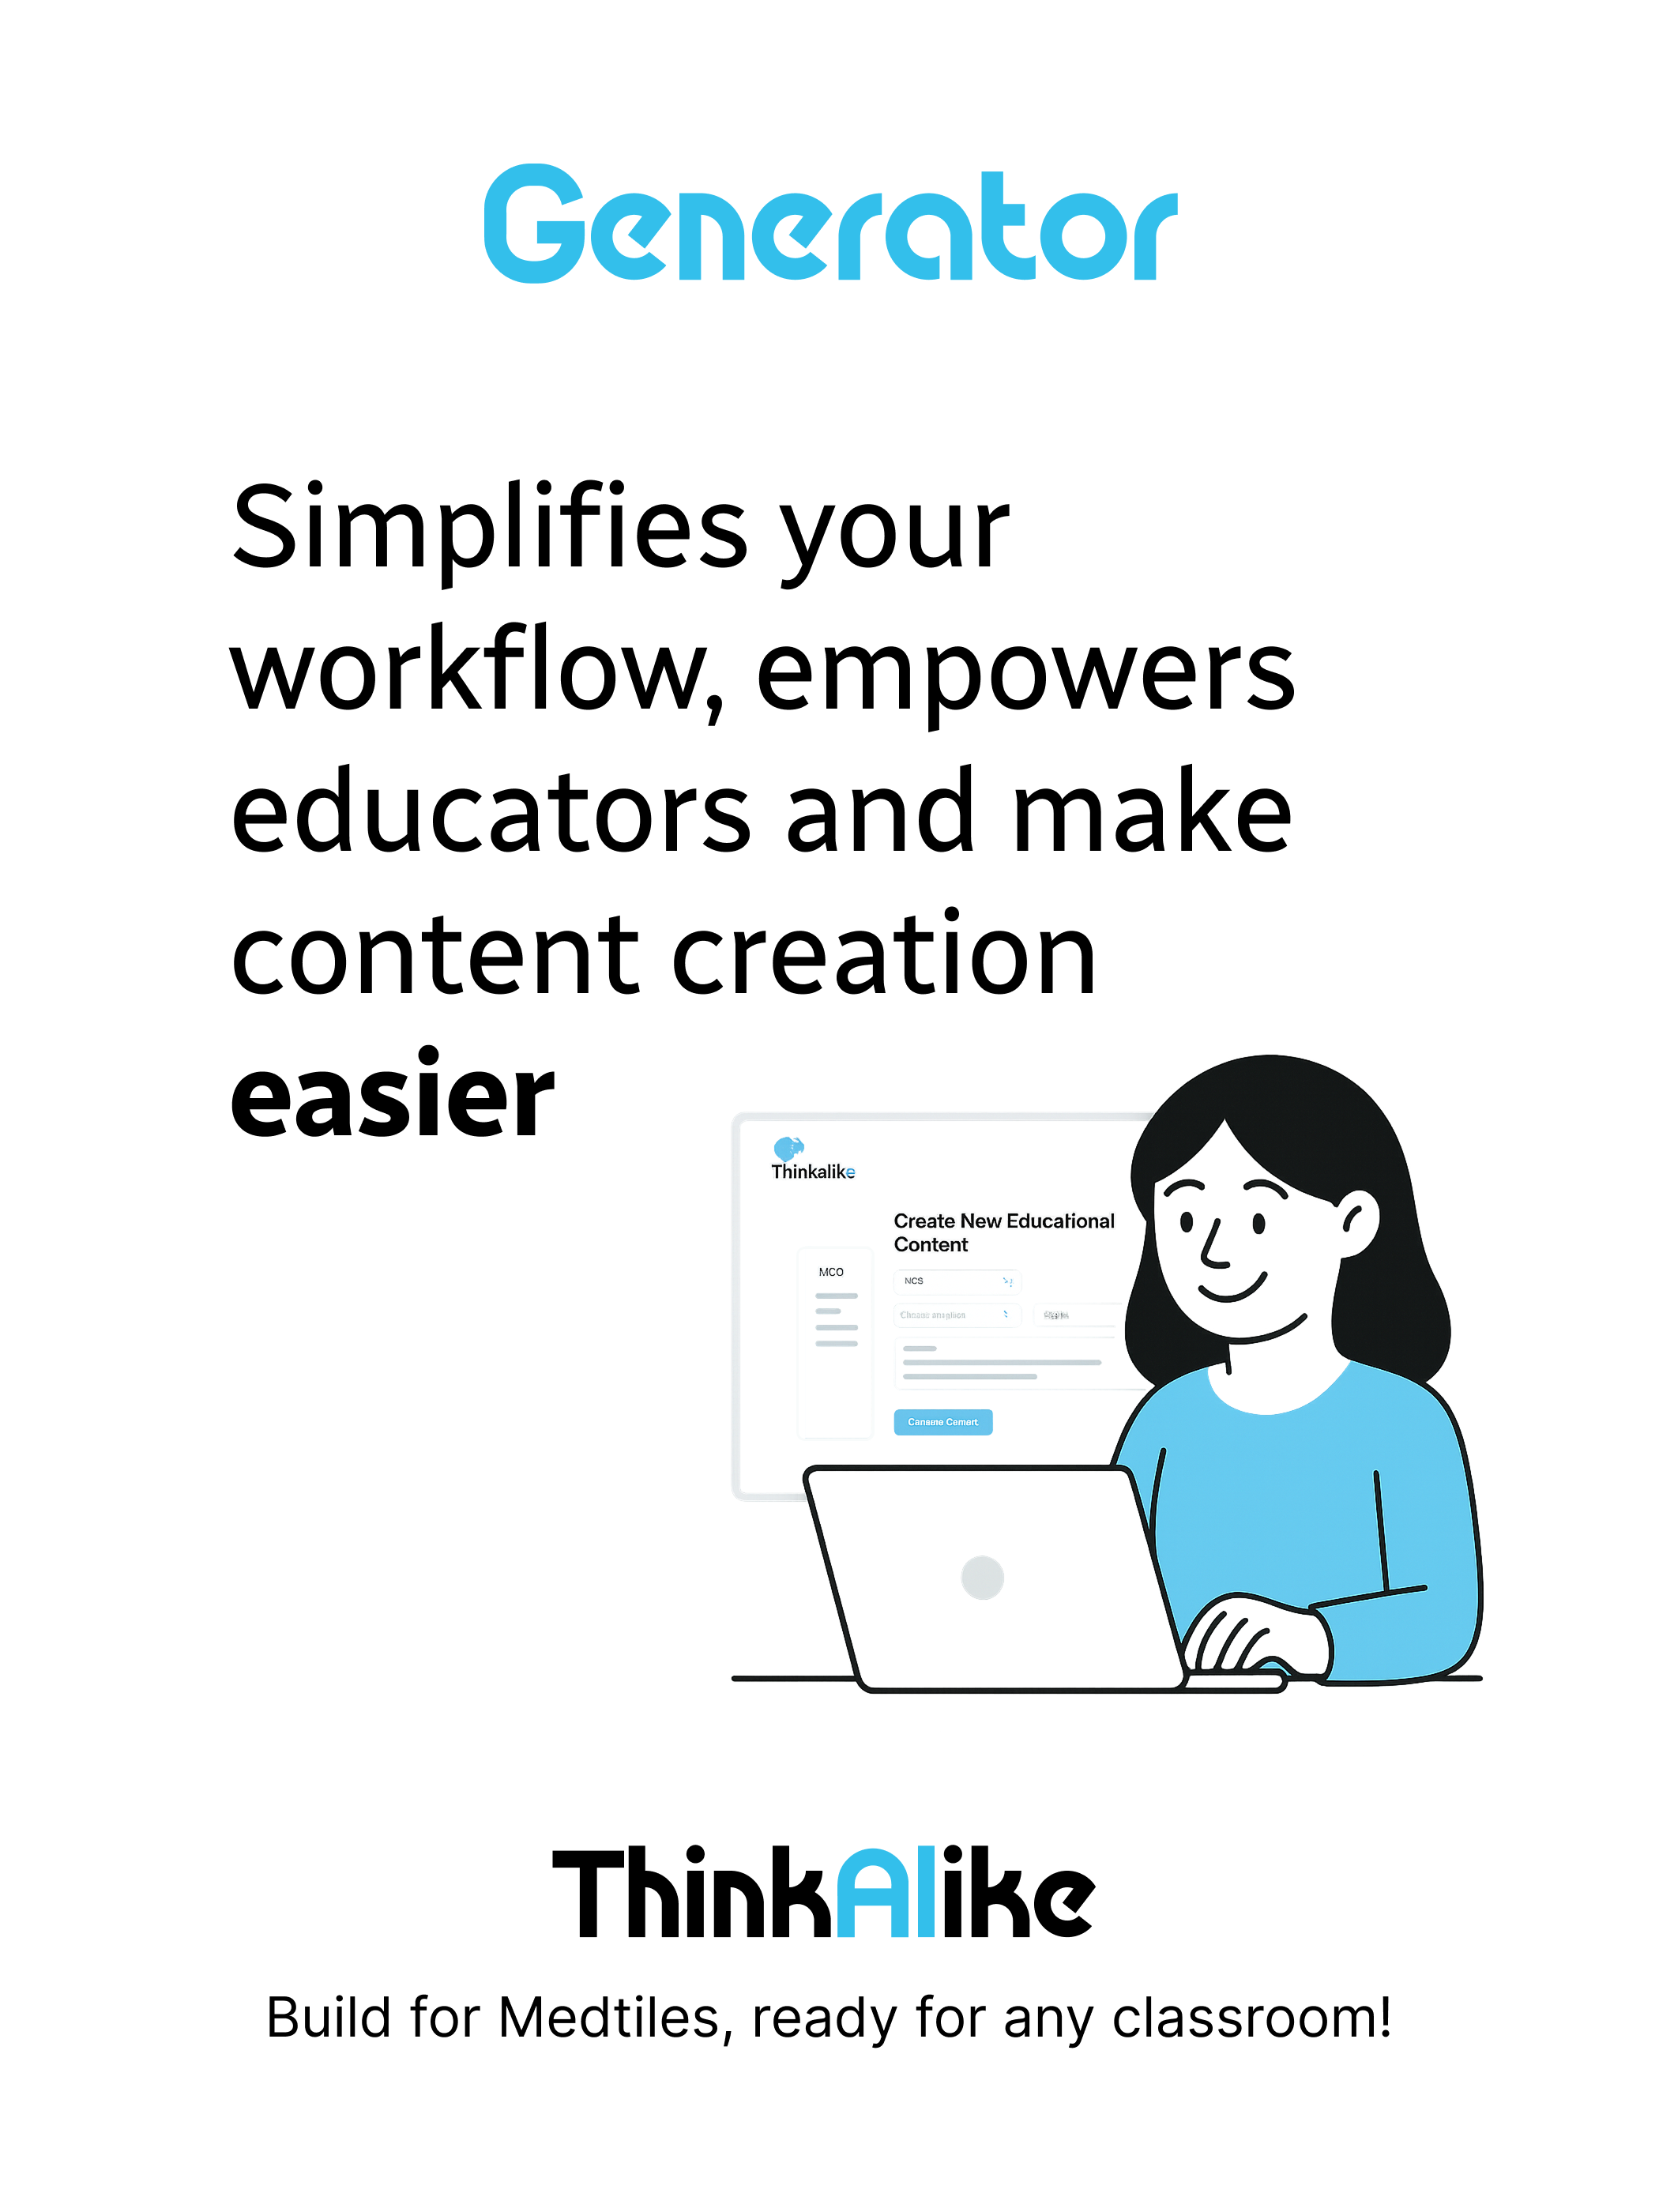 Generator
Simplifies your
workflow, empowers
educators and make
content creation
easier
Thinkalike
Create New Educational
Content
MCO
NCS
ThinkAlike
Build for Medtiles, ready for any classroom!